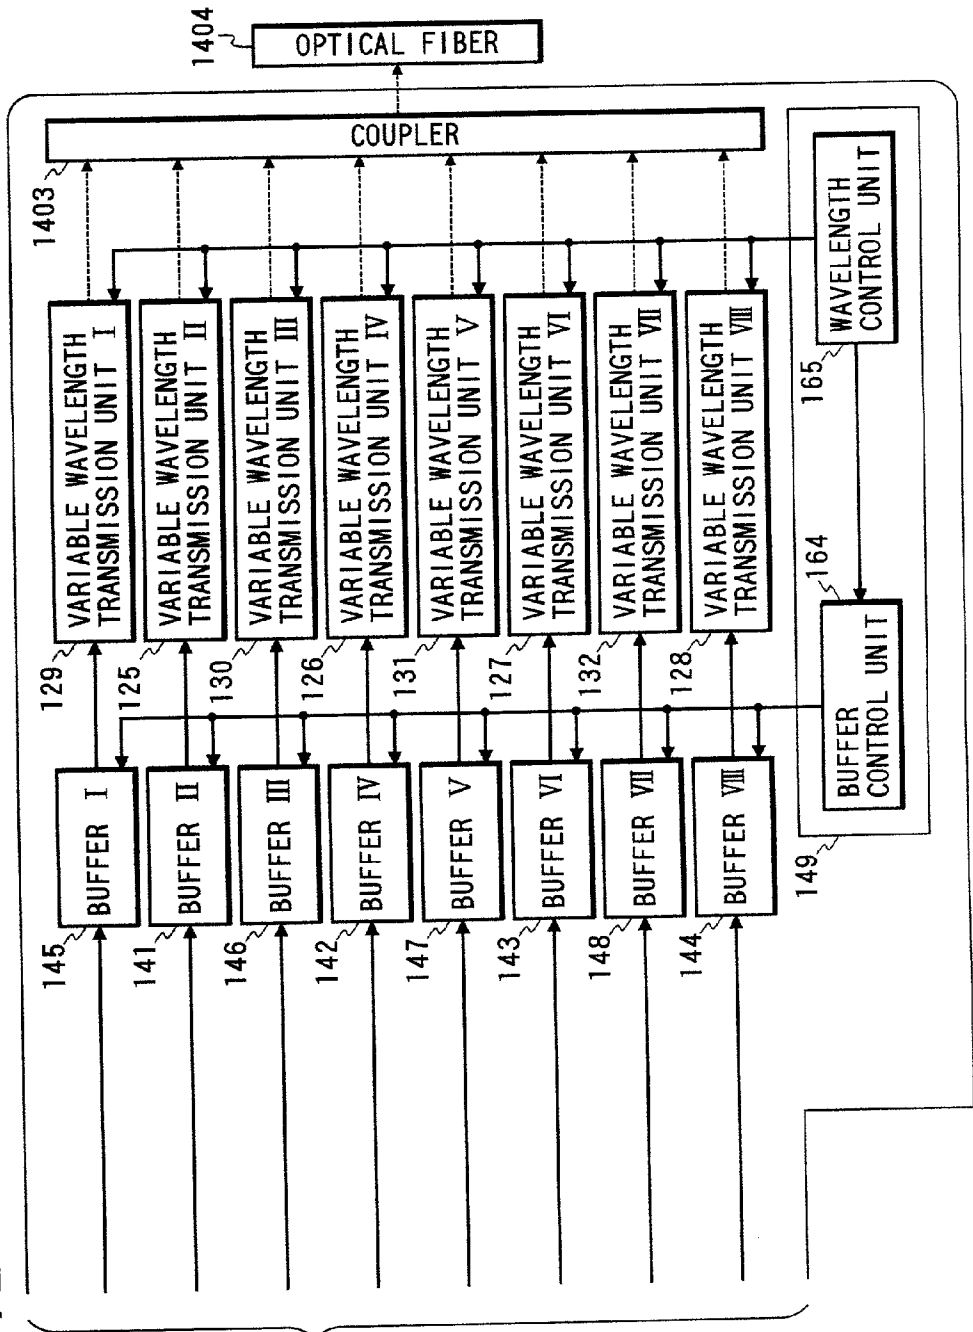 1404
OPTICAL FIBER
1403
COUPLER
129
VARIABLE WAVELENGTH
TRANSMISSION UNIT I
125
VARIABLE WAVELENGTH
TRANSMISSION UNIT II
130
VARIABLE WAVELENGTH
TRANSMISSION UNIT III
126
VARIABLE WAVELENGTH
TRANSMISSION UNIT IV
131
VARIABLE WAVELENGTH
TRANSMISSION UNIT V
127
VARIABLE WAVELENGTH
TRANSMISSION UNIT VI
132
VARIABLE WAVELENGTH
TRANSMISSION UNIT VII
128
VARIABLE WAVELENGTH
TRANSMISSION UNIT VIII
165
WAVELENGTH
CONTROL UNIT
145
BUFFER I
141
BUFFER II
146
BUFFER III
142
BUFFER IV
147
BUFFER V
143
BUFFER VI
148
BUFFER VII
144
BUFFER VIII
149
164
BUFFER
CONTROL UNIT